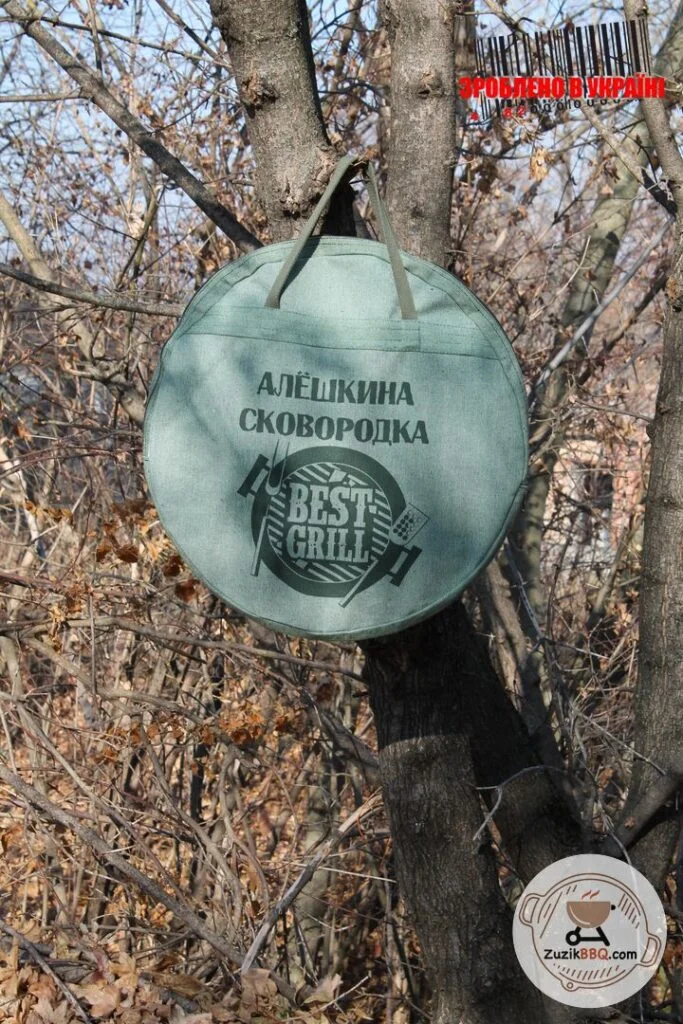 ЗРОБЛЕНО В УКРАЇНІ
АЛЁШКИНА
СКОВОРОДКА
BEST
GRILL
ZuzikBBQ.com